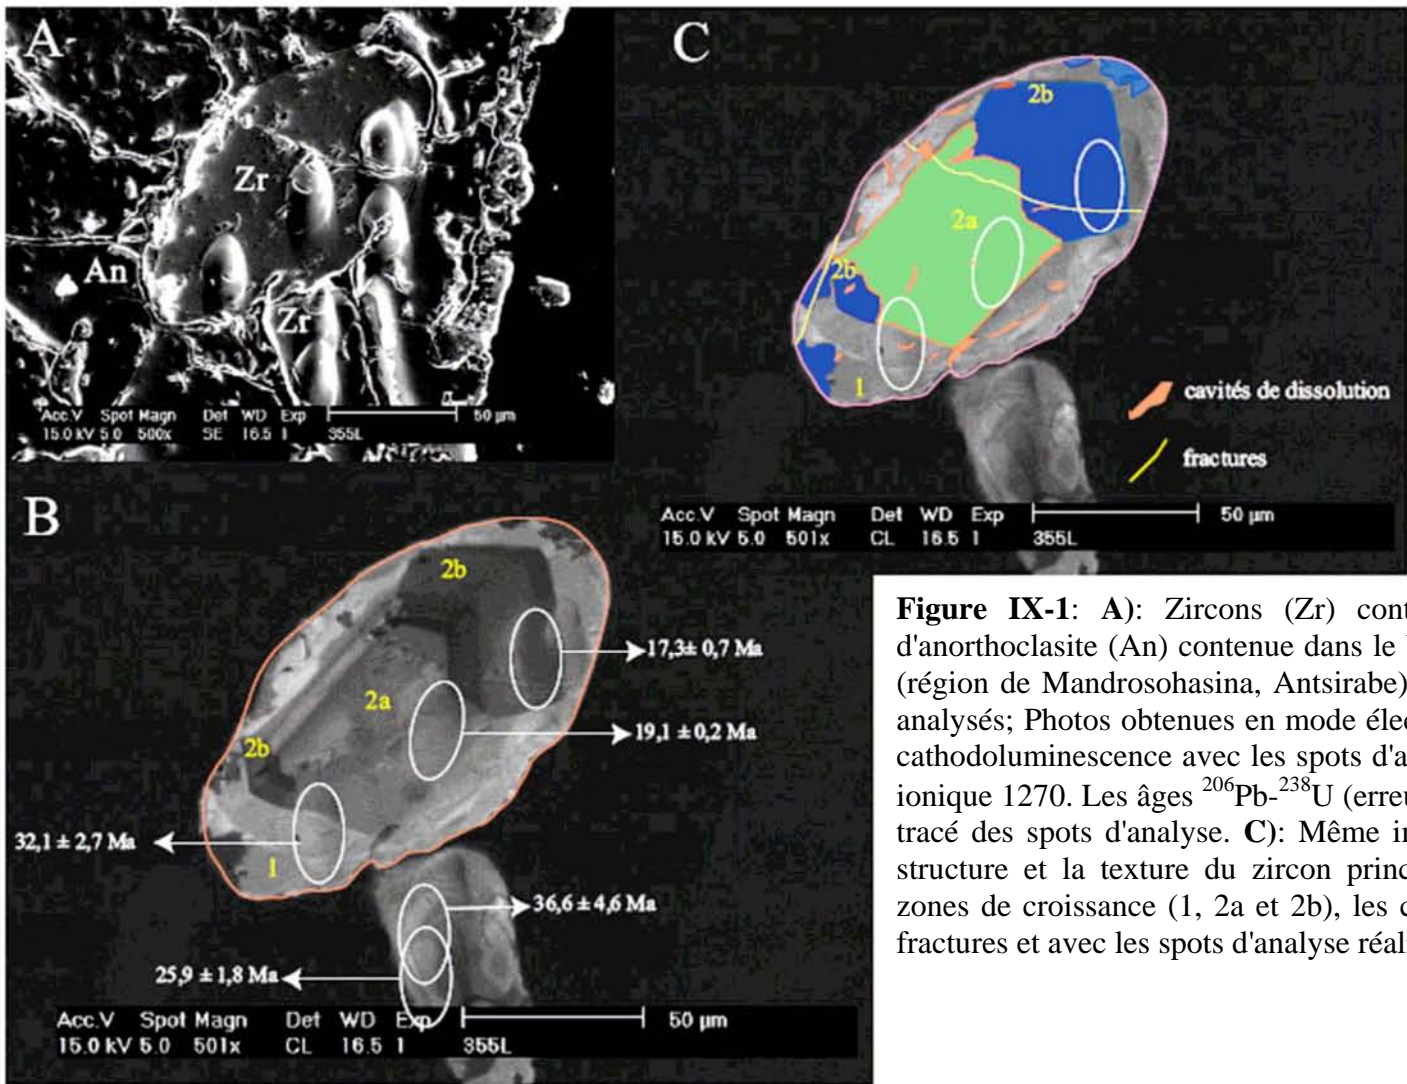 A
Zr
An
Zr
Acc.V Spot Magn Det WD Exp 50 µm
15.0 kV 5.0 500x SE 16.5 1 355L
C
2b
2a
2b
1
cavités de dissolution
fractures
Acc.V Spot Magn Det WD Exp 50 µm
15.0 kV 5.0 501x CL 16.5 1 355L
B
2b
17,3± 0,7 Ma
2a
19,1 ± 0,2 Ma
2b
32,1 ± 2,7 Ma
1
36,6 ± 4,6 Ma
25,9 ± 1,8 Ma
Acc.V Spot Magn Det WD Exp 50 µm
15.0 kV 5.0 501x CL 16.5 1 355L
Figure IX-1: A): Zircons (Zr) cont
d'anorthoclasite (An) contenue dans le
(région de Mandrosohasina, Antsirabe)
analysés; Photos obtenues en mode élec
cathodoluminescence avec les spots d'a
ionique 1270. Les âges ²⁰⁶Pb-²³⁸U (erreu
tracé des spots d'analyse. C): Même i
structure et la texture du zircon princ
zones de croissance (1, 2a et 2b), les c
fractures et avec les spots d'analyse réal